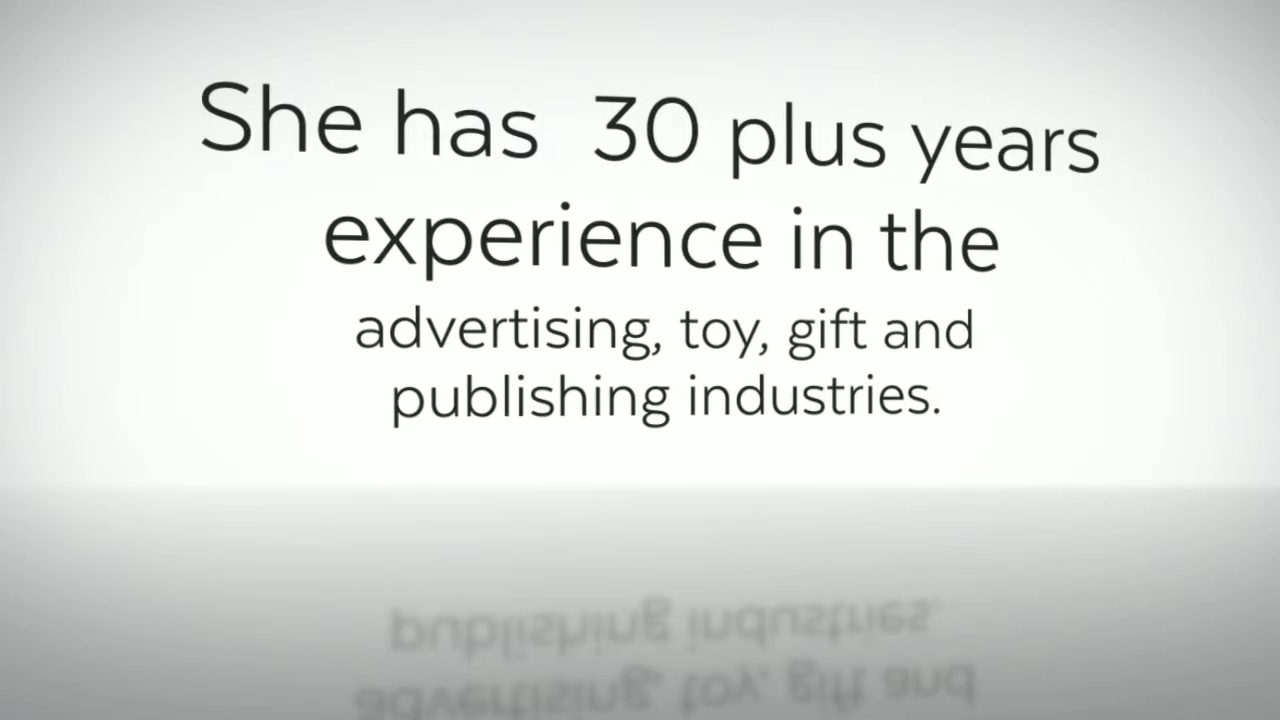 She has  30 plus years
experience in the
advertising, toy, gift and
publishing industries.